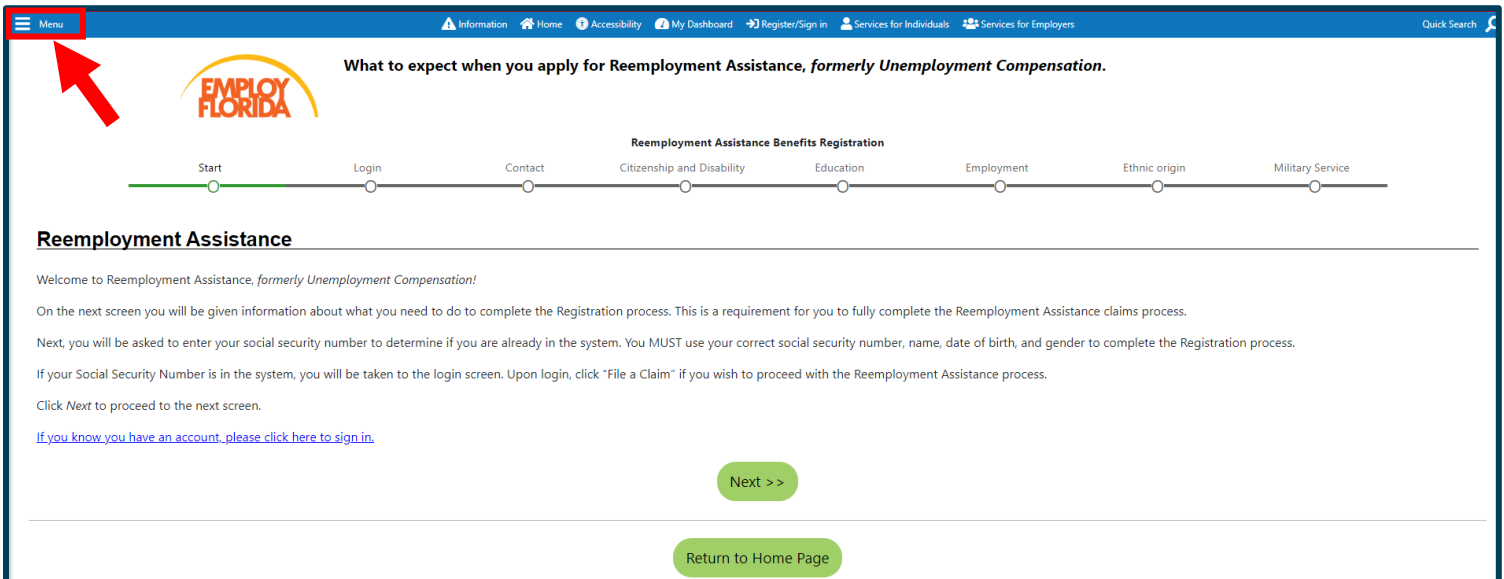 Menu Information Home Accessibility My Dashboard Register/Sign in Services for Individuals Services for Employers Quick Search
What to expect when you apply for Reemployment Assistance, formerly Unemployment Compensation.
EMPLOY
FLORIDA
Reemployment Assistance Benefits Registration
Start Login Contact Citizenship and Disability Education Employment Ethnic origin Military Service
Reemployment Assistance
Welcome to Reemployment Assistance, formerly Unemployment Compensation!
On the next screen you will be given information about what you need to do to complete the Registration process. This is a requirement for you to fully complete the Reemployment Assistance claims process.
Next, you will be asked to enter your social security number to determine if you are already in the system. You MUST use your correct social security number, name, date of birth, and gender to complete the Registration process.
If your Social Security Number is in the system, you will be taken to the login screen. Upon login, click "File a Claim" if you wish to proceed with the Reemployment Assistance process.
Click Next to proceed to the next screen.
If you know you have an account, please click here to sign in.
Next >>
Return to Home Page